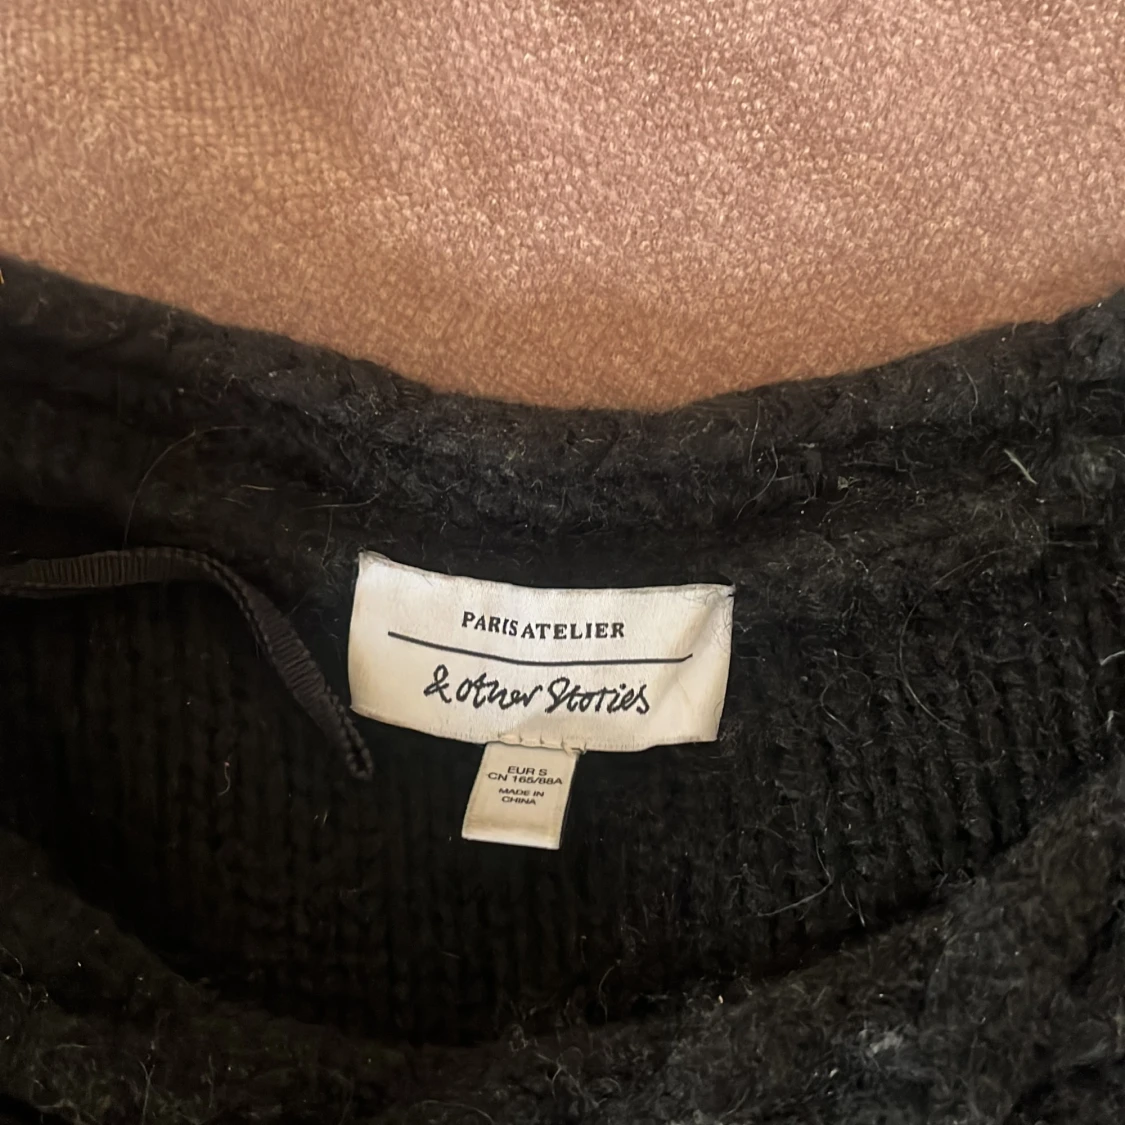 PARIS ATELIER
& other Stories
EUR S
CN 165/88A
MADE IN
CHINA